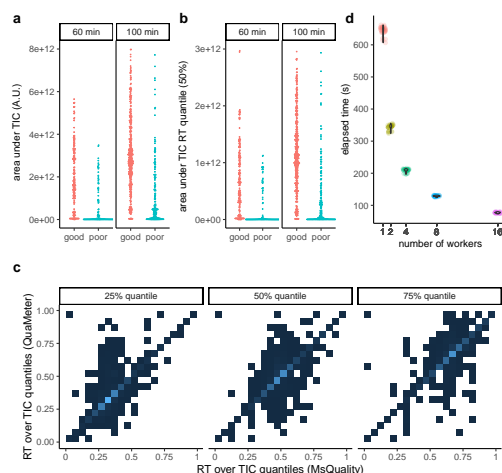 a
60 min
100 min
area under TIC (A.U.)
8e+12
6e+12
4e+12
2e+12
0e+00
good poor good poor
b
60 min
100 min
area under TIC RT quantile (50%)
3e+12
2e+12
1e+12
0e+00
good poor good poor
d
elapsed time (s)
600
500
400
300
200
100
1 2 4 8 16
number of workers
c
25% quantile
50% quantile
75% quantile
RT over TIC quantiles (QuaMeter)
1.00
0.75
0.50
0.25
0.00
0 0.25 0.50 0.75 1 0 0.25 0.50 0.75 1 0 0.25 0.50 0.75 1
RT over TIC quantiles (MsQuality)